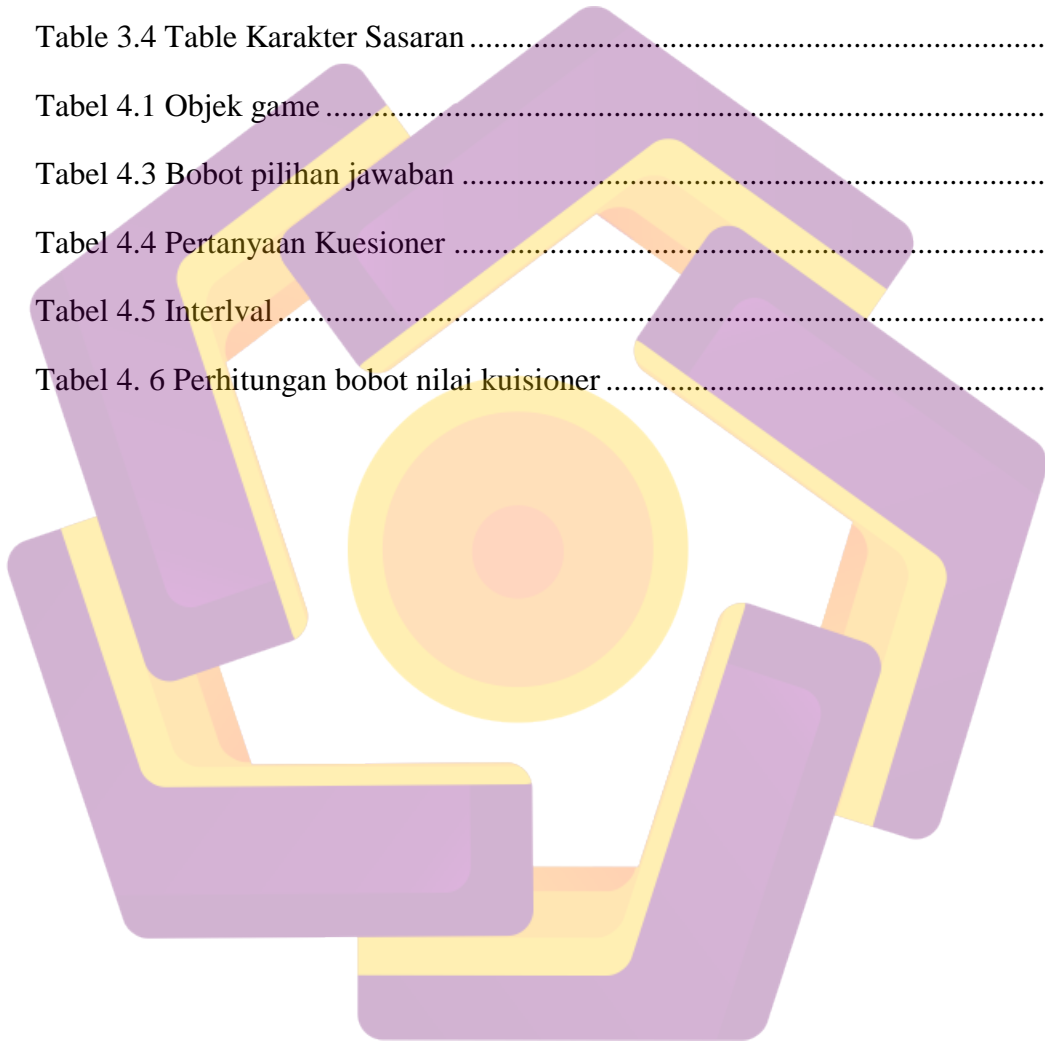 Table 3.4 Table Karakter Sasaran........................................................................
Tabel 4.1 Objek game..........................................................................................
Tabel 4.3 Bobot pilihan jawaban .........................................................................
Tabel 4.4 Pertanyaan Kuesioner ..........................................................................
Tabel 4.5 Interlval................................................................................................
Tabel 4. 6 Perhitungan bobot nilai kuisioner.......................................................